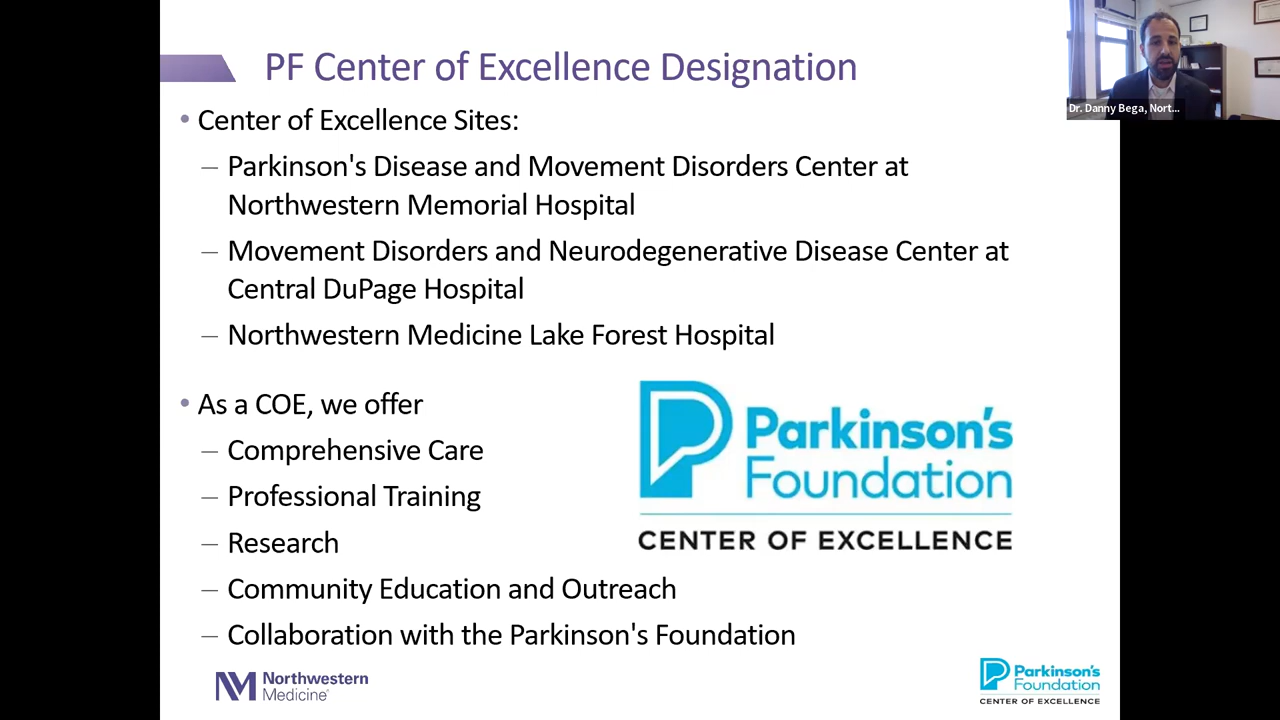 PF Center of Excellence Designation
Dr. Danny Bega, Nort...
• Center of Excellence Sites:
– Parkinson's Disease and Movement Disorders Center at
Northwestern Memorial Hospital
– Movement Disorders and Neurodegenerative Disease Center at
Central DuPage Hospital
– Northwestern Medicine Lake Forest Hospital
• As a COE, we offer
– Comprehensive Care
– Professional Training
– Research
– Community Education and Outreach
– Collaboration with the Parkinson's Foundation
Parkinson's
Foundation
CENTER OF EXCELLENCE
NM Northwestern
Medicine®
Parkinson's
Foundation
CENTER OF EXCELLENCE